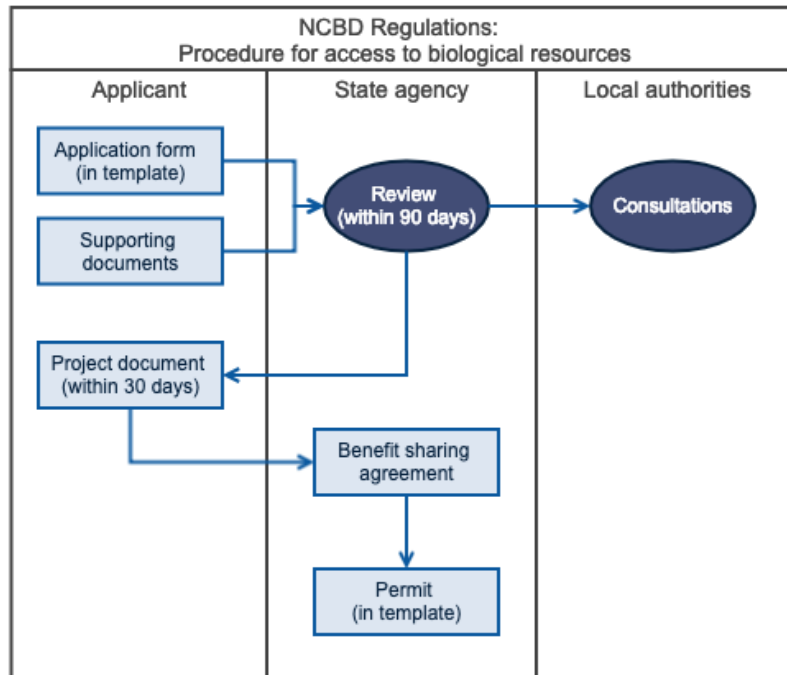 NCBD Regulations:
Procedure for access to biological resources
Applicant
State agency
Local authorities
Application form
(in template)
Supporting
documents
Review
(within 90 days)
Consultations
Project document
(within 30 days)
Benefit sharing
agreement
Permit
(in template)